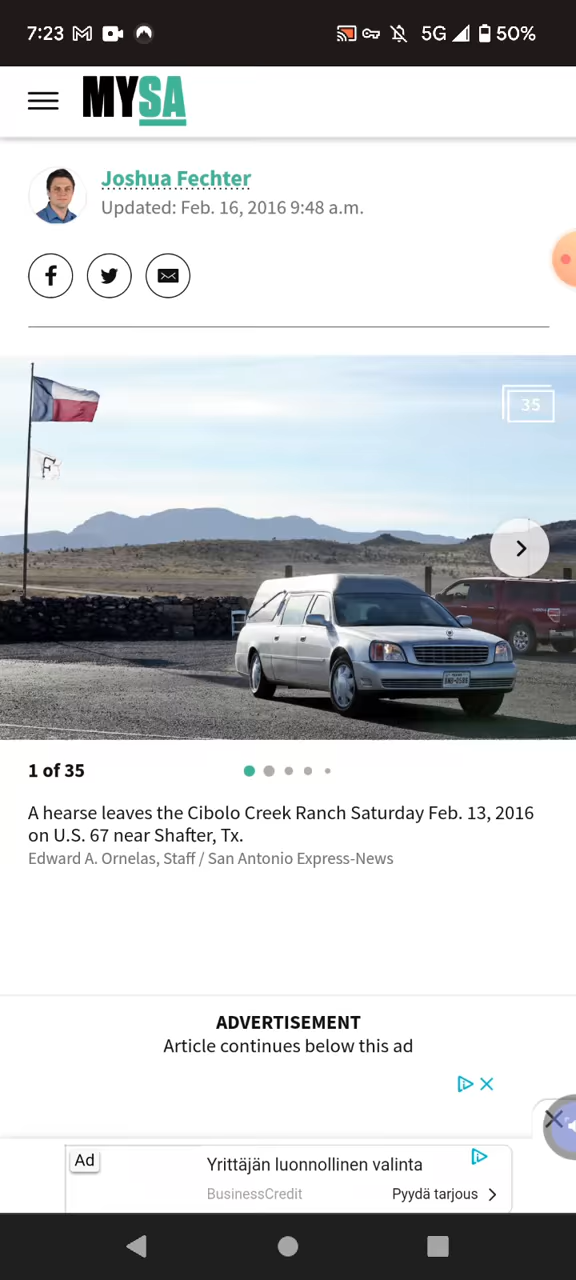 7:23
5G
50%
MYSA
Joshua Fechter
Updated: Feb. 16, 2016 9:48 a.m.
35
F
1 of 35
A hearse leaves the Cibolo Creek Ranch Saturday Feb. 13, 2016
on U.S. 67 near Shafter, Tx.
Edward A. Ornelas, Staff / San Antonio Express-News
ADVERTISEMENT
Article continues below this ad
Ad
Yrittäjän luonnollinen valinta
BusinessCredit
Pyydä tarjous